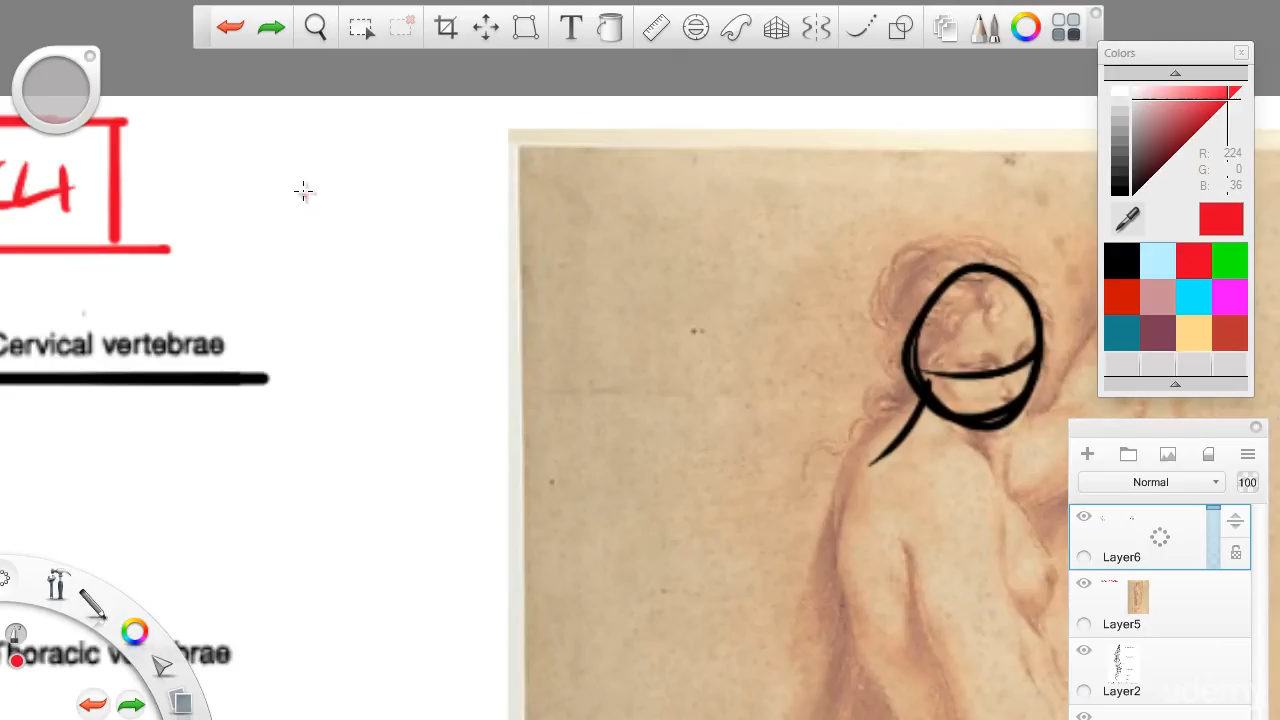 T
Colors
R: 224
G: 0
B: 36
Cervical vertebrae
Normal
100
Layer6
Layer5
Layer2